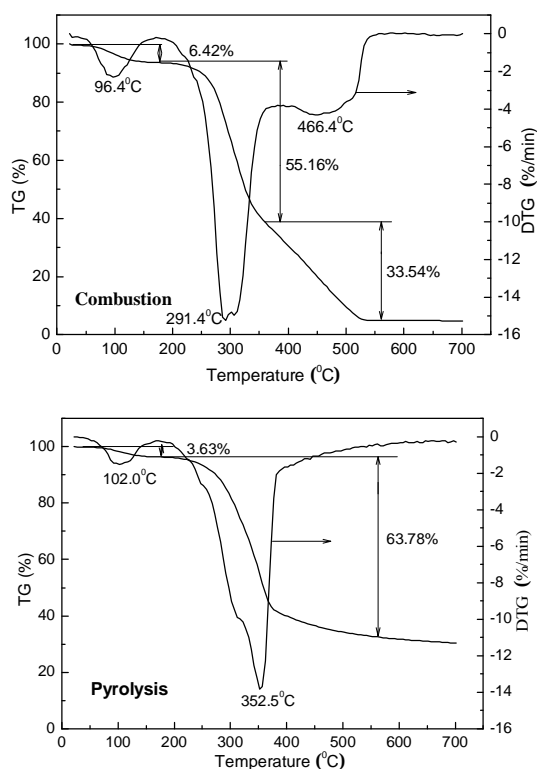 100
80
60
40
20
0
TG (%)
0
-2
-4
-6
-8
-10
-12
-14
-16
DTG (%/min)
6.42%
96.4⁰C
466.4⁰C
55.16%
33.54%
Combustion
291.4⁰C
0 100 200 300 400 500 600 700
Temperature (⁰C)
100
80
60
40
20
0
TG (%)
0
-2
-4
-6
-8
-10
-12
-14
-16
DTG (%/min)
3.63%
102.0⁰C
63.78%
Pyrolysis
352.5⁰C
0 100 200 300 400 500 600 700
Temperature (⁰C)